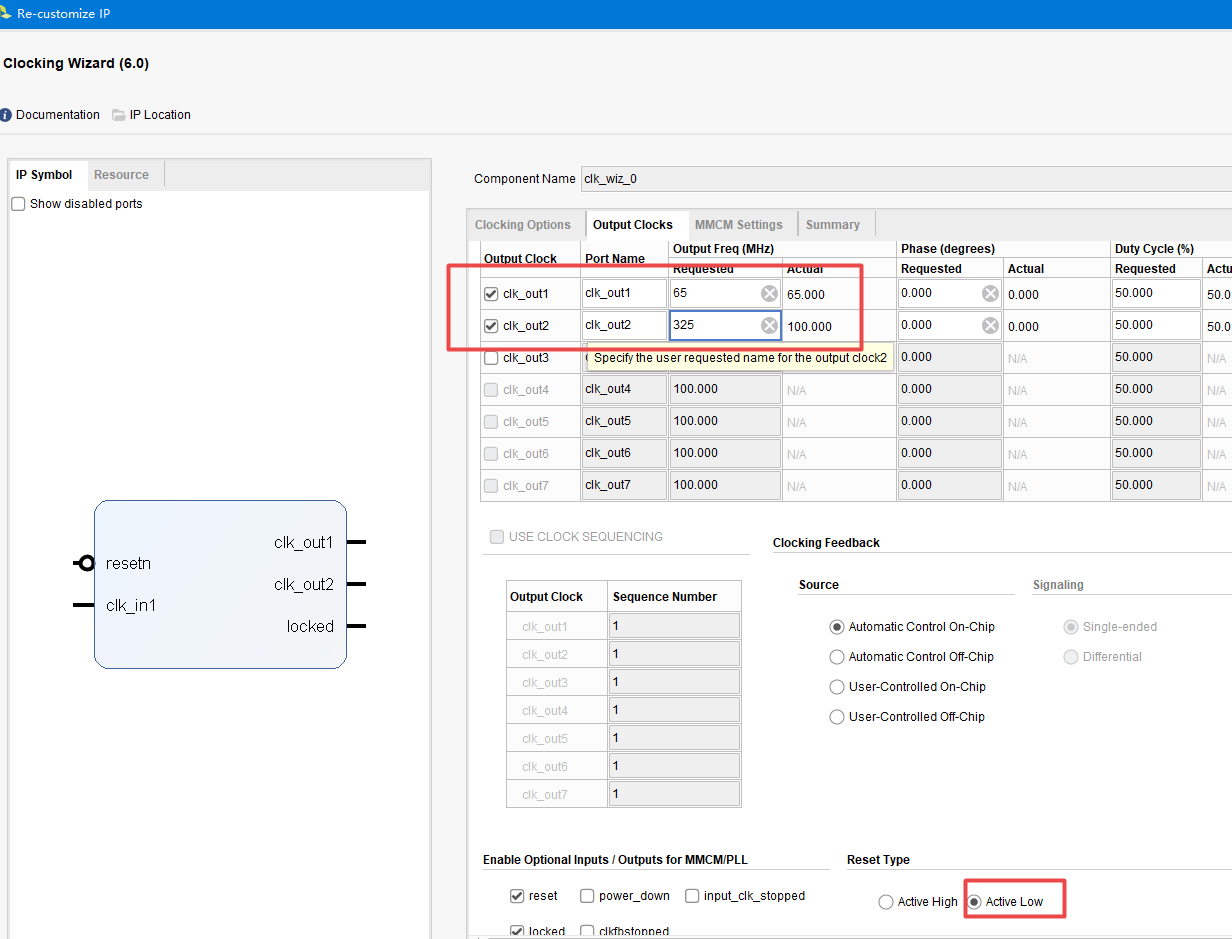 Re-customize IP
Clocking Wizard (6.0)
Documentation IP Location
IP Symbol Resource
Show disabled ports
resetn
clk_in1
clk_out1
clk_out2
locked
Component Name clk_wiz_0
Clocking Options Output Clocks MMCM Settings Summary
Output Clock Port Name Output Freq (MHz) Phase (degrees) Duty Cycle (%)
Requested Actual Requested Actual Requested Actu
clk_out1 clk_out1 65 65.000 0.000 0.000 50.000 50.0
clk_out2 clk_out2 325 100.000 0.000 0.000 50.000 50.0
clk_out3 Specify the user requested name for the output clock2 0.000 N/A 50.000 N/A
clk_out4 clk_out4 100.000 N/A 0.000 N/A 50.000 N/A
clk_out5 clk_out5 100.000 N/A 0.000 N/A 50.000 N/A
clk_out6 clk_out6 100.000 N/A 0.000 N/A 50.000 N/A
clk_out7 clk_out7 100.000 N/A 0.000 N/A 50.000 N/A
USE CLOCK SEQUENCING
Output Clock Sequence Number
clk_out1 1
clk_out2 1
clk_out3 1
clk_out4 1
clk_out5 1
clk_out6 1
clk_out7 1
Clocking Feedback
Source Signaling
Automatic Control On-Chip Single-ended
Automatic Control Off-Chip Differential
User-Controlled On-Chip
User-Controlled Off-Chip
Enable Optional Inputs / Outputs for MMCM/PLL
reset power_down input_clk_stopped
locked clkfbstopped
Reset Type
Active High Active Low